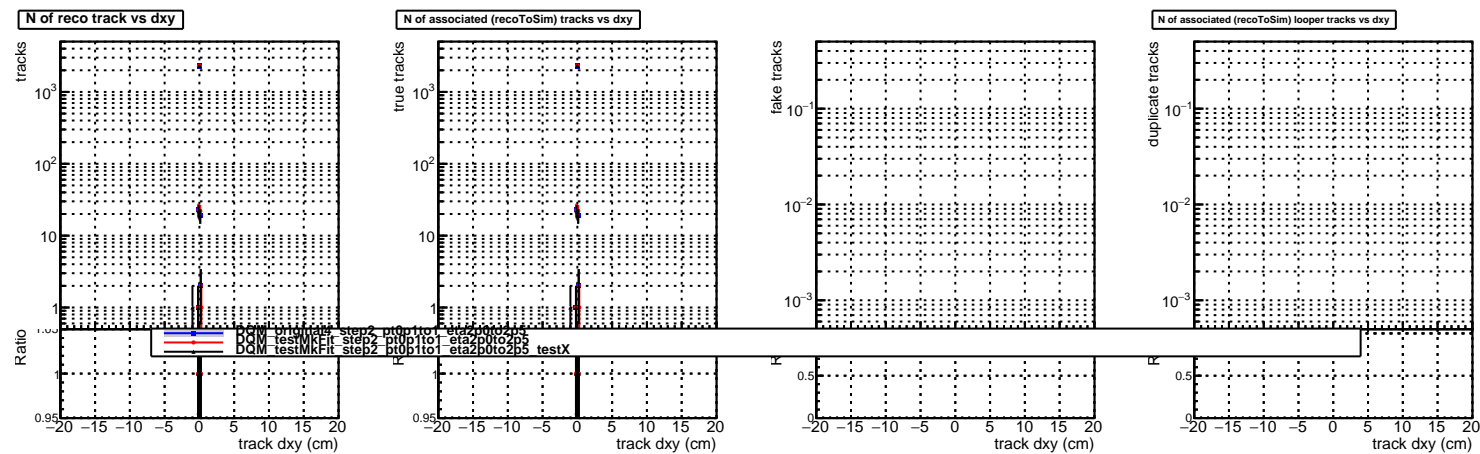 N of reco track vs dxy
N of associated (recoToSim) tracks vs dxy
N of associated (recoToSim) looper tracks vs dxy
tracks
10³
10²
10
1
true tracks
10³
10²
10
1
fake tracks
10⁻¹
10⁻²
10⁻³
duplicate tracks
10⁻¹
10⁻²
10⁻³
DQM_original4_step2_pt0p1to1_eta2p0to2p5
DQM_testMkFit_step2_pt0p1to1_eta2p0to2p5
DQM_testMkFit_step2_pt0p1to1_eta2p0to2p5_testX
Ratio
1.05
1
0.95
1
0.95
0.5
0
0.5
0
−20 −15 −10 −5 0 5 10 15 20
track dxy (cm)
−20 −15 −10 −5 0 5 10 15 20
track dxy (cm)
−20 −15 −10 −5 0 5 10 15 20
track dxy (cm)
−20 −15 −10 −5 0 5 10 15 20
track dxy (cm)